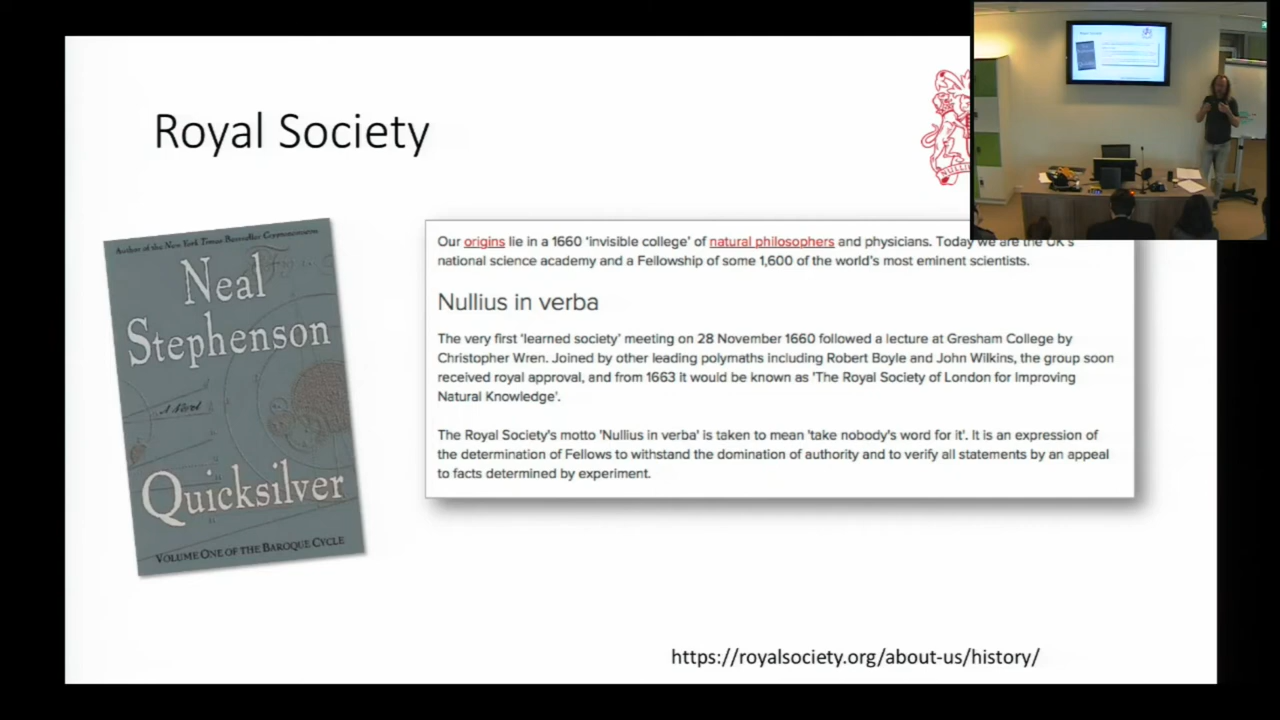 Royal Society
NULLI
Author of the New York Times Bestseller Cryptonomicon
Neal
Stephenson
A Novel
Quicksilver
VOLUME ONE OF THE BAROQUE CYCLE
Our origins lie in a 1660 ‘invisible college’ of natural philosophers and physicians. Today we are the UK's
national science academy and a Fellowship of some 1,600 of the world's most eminent scientists.
Nullius in verba
The very first ‘learned society’ meeting on 28 November 1660 followed a lecture at Gresham College by
Christopher Wren. Joined by other leading polymaths including Robert Boyle and John Wilkins, the group soon
received royal approval, and from 1663 it would be known as 'The Royal Society of London for Improving
Natural Knowledge'.
The Royal Society's motto 'Nullius in verba' is taken to mean 'take nobody's word for it'. It is an expression of
the determination of Fellows to withstand the domination of authority and to verify all statements by an appeal
to facts determined by experiment.
https://royalsociety.org/about-us/history/